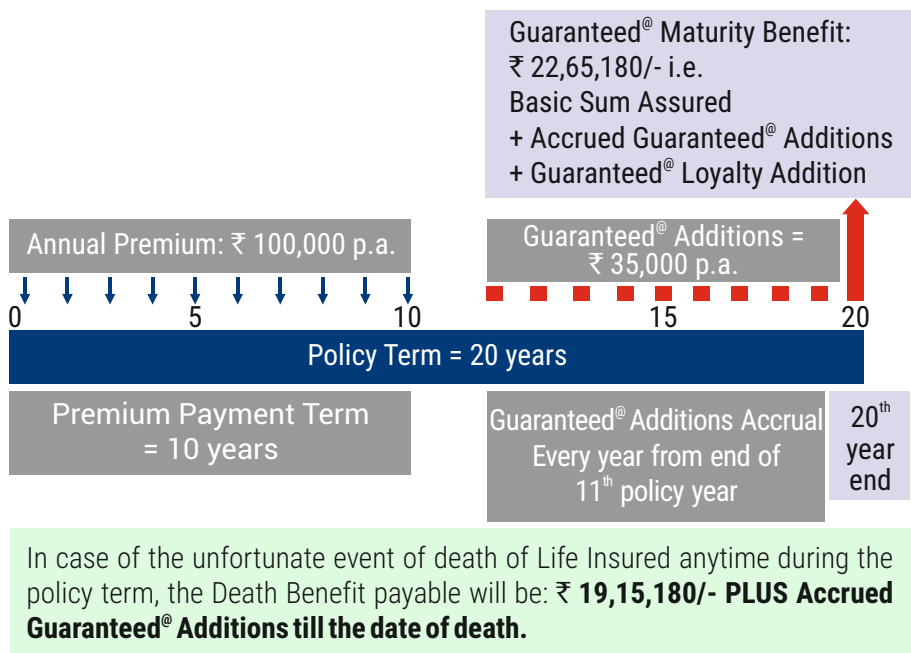 Guaranteed@ Maturity Benefit:
₹ 22,65,180/- i.e.
Basic Sum Assured
+ Accrued Guaranteed@ Additions
+ Guaranteed@ Loyalty Addition
Annual Premium: ₹ 100,000 p.a.
Guaranteed@ Additions =
₹ 35,000 p.a.
0 5 10 15 20
Policy Term = 20 years
Premium Payment Term
= 10 years
Guaranteed@ Additions Accrual
Every year from end of
11th policy year
20th
year
end
In case of the unfortunate event of death of Life Insured anytime during the
policy term, the Death Benefit payable will be: ₹ 19,15,180/- PLUS Accrued
Guaranteed@ Additions till the date of death.